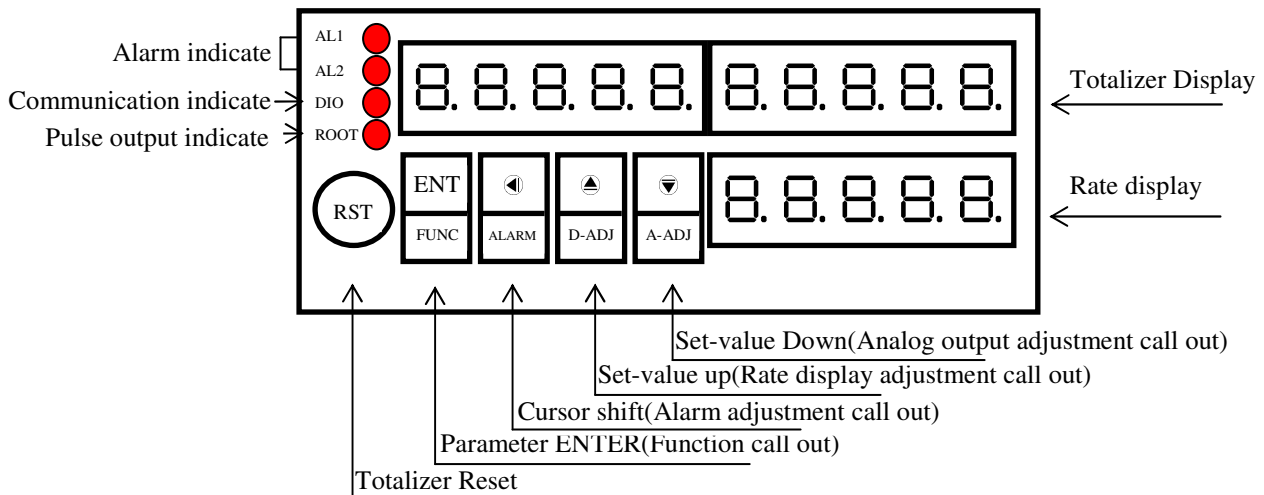 Alarm indicate
AL1
AL2
Communication indicate
DIO
Pulse output indicate
ROOT
8.8.8.8.8. 8.8.8.8.8.
Totalizer Display
RST
ENT
FUNC
ALARM
D-ADJ
A-ADJ
8.8.8.8.8.
Rate display
Set-value Down(Analog output adjustment call out)
Set-value up(Rate display adjustment call out)
Cursor shift(Alarm adjustment call out)
Parameter ENTER(Function call out)
Totalizer Reset